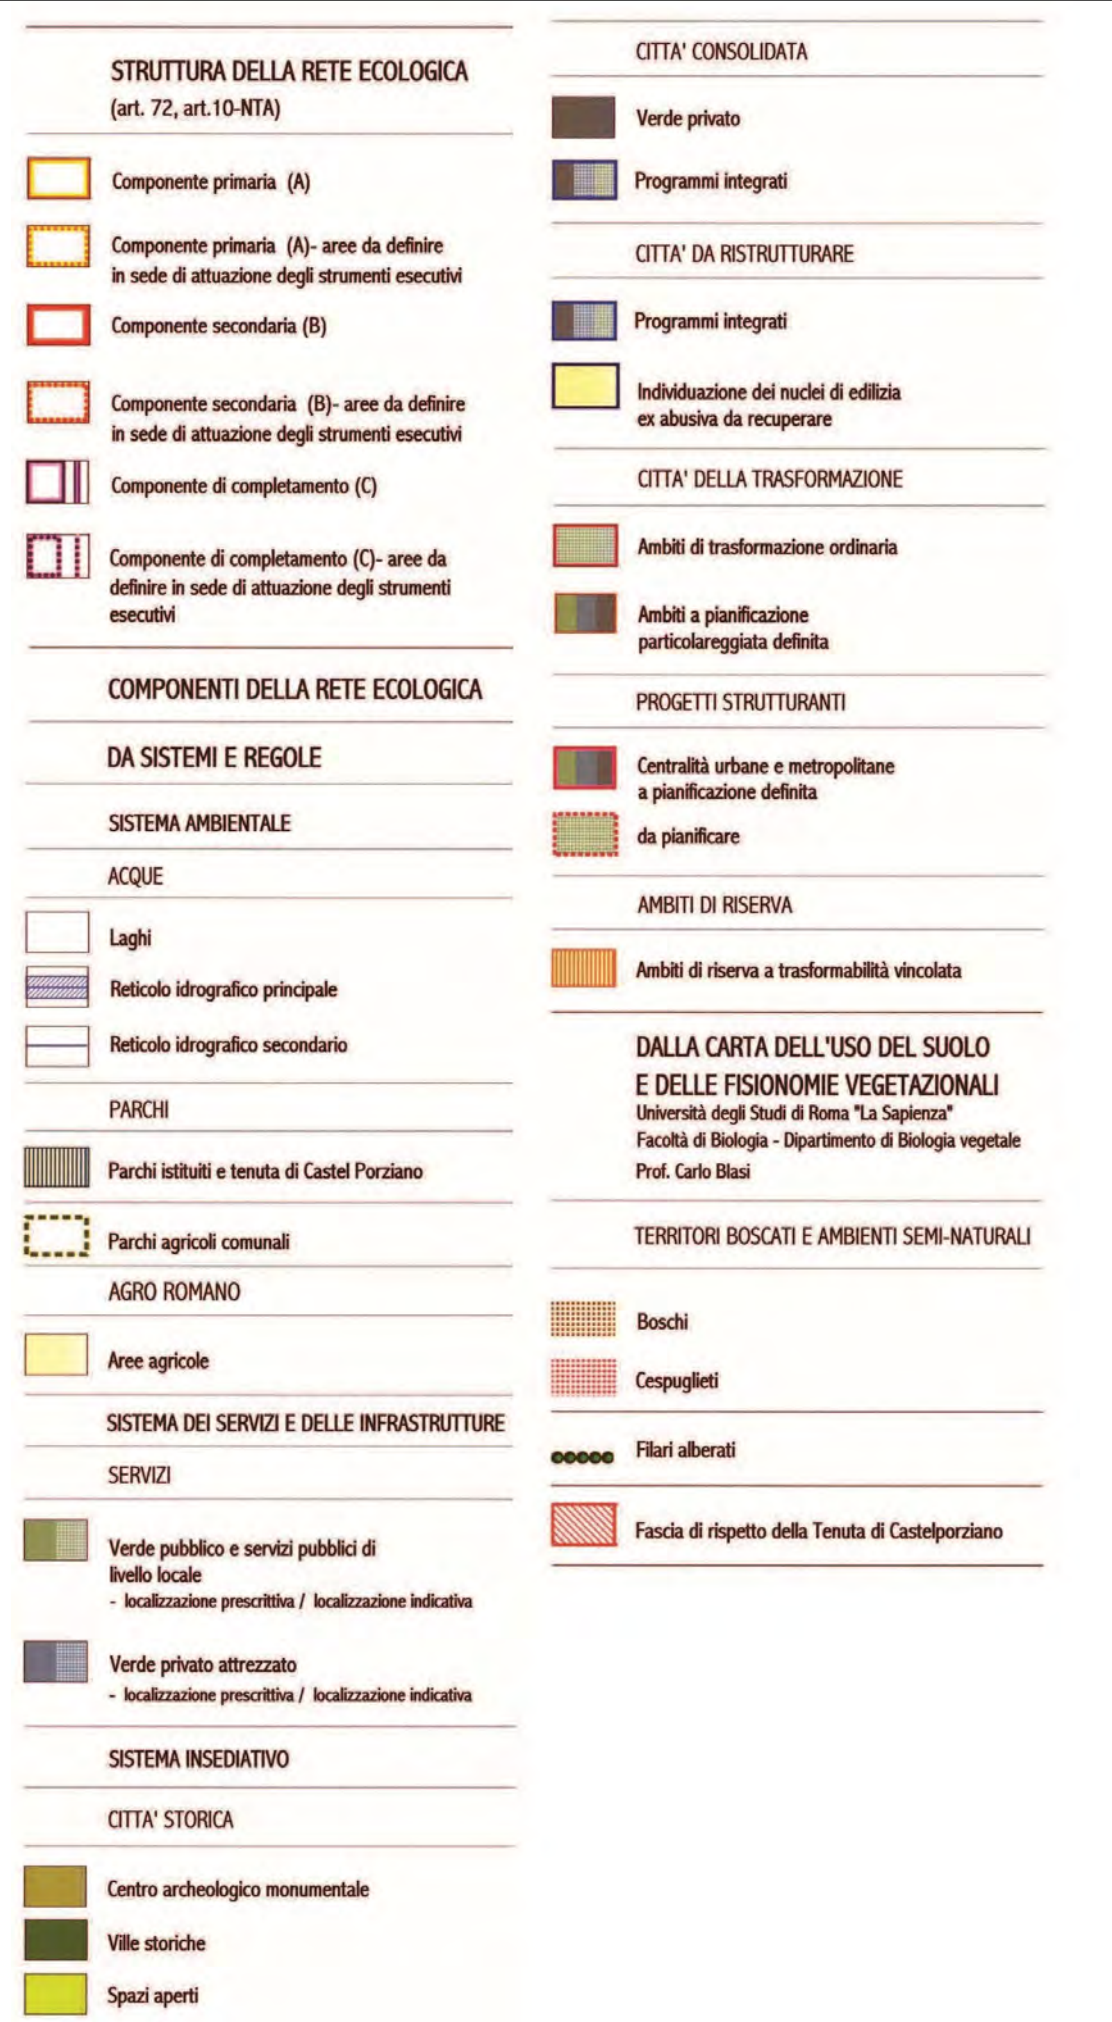 STRUTTURA DELLA RETE ECOLOGICA
(art. 72, art.10-NTA)
Componente primaria (A)
Componente primaria (A)- aree da definire
in sede di attuazione degli strumenti esecutivi
Componente secondaria (B)
Componente secondaria (B)- aree da definire
in sede di attuazione degli strumenti esecutivi
Componente di completamento (C)
Componente di completamento (C)- aree da
definire in sede di attuazione degli strumenti
esecutivi
COMPONENTI DELLA RETE ECOLOGICA
DA SISTEMI E REGOLE
SISTEMA AMBIENTALE
ACQUE
Laghi
Reticolo idrografico principale
Reticolo idrografico secondario
PARCHI
Parchi istituiti e tenuta di Castel Porziano
Parchi agricoli comunali
AGRO ROMANO
Aree agricole
SISTEMA DEI SERVIZI E DELLE INFRASTRUTTURE
SERVIZI
Verde pubblico e servizi pubblici di
livello locale
- localizzazione prescrittiva / localizzazione indicativa
Verde privato attrezzato
- localizzazione prescrittiva / localizzazione indicativa
SISTEMA INSEDIATIVO
CITTA' STORICA
Centro archeologico monumentale
Ville storiche
Spazi aperti
CITTA' CONSOLIDATA
Verde privato
Programmi integrati
CITTA' DA RISTRUTTURARE
Programmi integrati
Individuazione dei nuclei di edilizia
ex abusiva da recuperare
CITTA' DELLA TRASFORMAZIONE
Ambiti di trasformazione ordinaria
Ambiti a pianificazione
particolareggiata definita
PROGETTI STRUTTURANTI
Centralità urbane e metropolitane
a pianificazione definita
da pianificare
AMBITI DI RISERVA
Ambiti di riserva a trasformabilità vincolata
DALLA CARTA DELL'USO DEL SUOLO
E DELLE FISIONOMIE VEGETAZIONALI
Università degli Studi di Roma "La Sapienza"
Facoltà di Biologia - Dipartimento di Biologia vegetale
Prof. Carlo Blasi
TERRITORI BOSCATI E AMBIENTI SEMI-NATURALI
Boschi
Cespuglieti
Filari alberati
Fascia di rispetto della Tenuta di Castelporziano